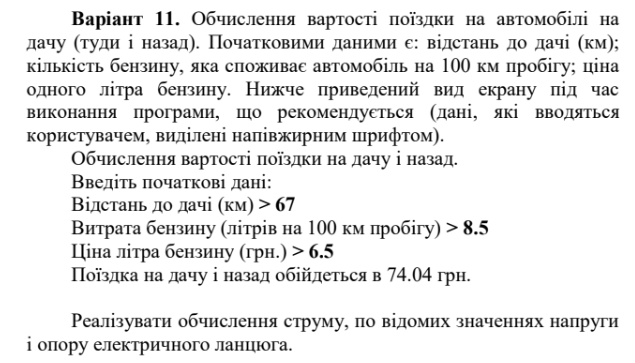 Варіант 11. Обчислення вартості поїздки на автомобілі на
дачу (туди і назад). Початковими даними є: відстань до дачі (км);
кількість бензину, яка споживає автомобіль на 100 км пробігу; ціна
одного літра бензину. Нижче приведений вид екрану під час
виконання програми, що рекомендується (дані, які вводяться
користувачем, виділені напівжирним шрифтом).
Обчислення вартості поїздки на дачу і назад.
Введіть початкові дані:
Відстань до дачі (км) > 67
Витрата бензину (літрів на 100 км пробігу) > 8.5
Ціна літра бензину (грн.) > 6.5
Поїздка на дачу і назад обійдеться в 74.04 грн.
Реалізувати обчислення струму, по відомих значеннях напруги
і опору електричного ланцюга.